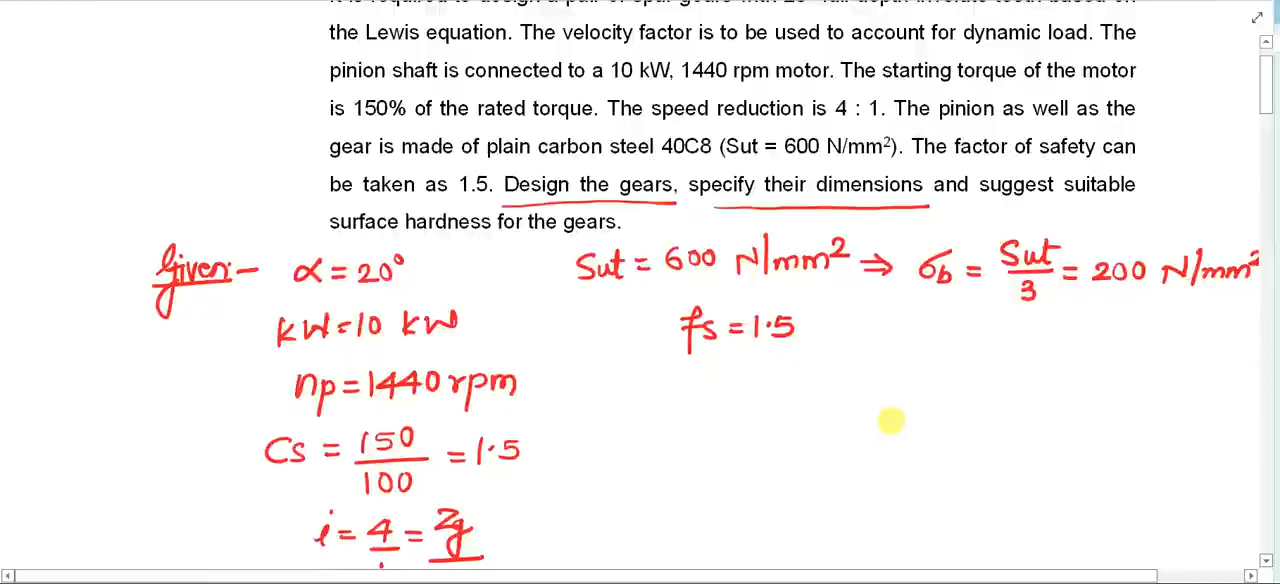 the Lewis equation. The velocity factor is to be used to account for dynamic load. The
pinion shaft is connected to a 10 kW, 1440 rpm motor. The starting torque of the motor
is 150% of the rated torque. The speed reduction is 4 : 1. The pinion as well as the
gear is made of plain carbon steel 40C8 (Sut = 600 N/mm²). The factor of safety can
be taken as 1.5. Design the gears, specify their dimensions and suggest suitable
surface hardness for the gears.
Given:- α = 20°
Sut = 600 N/mm² ⇒ σb = Sut/3 = 200 N/mm²
kW = 10 kW
fs = 1.5
np = 1440 rpm
Cs = 150/100 = 1.5
i = 4 = Zg